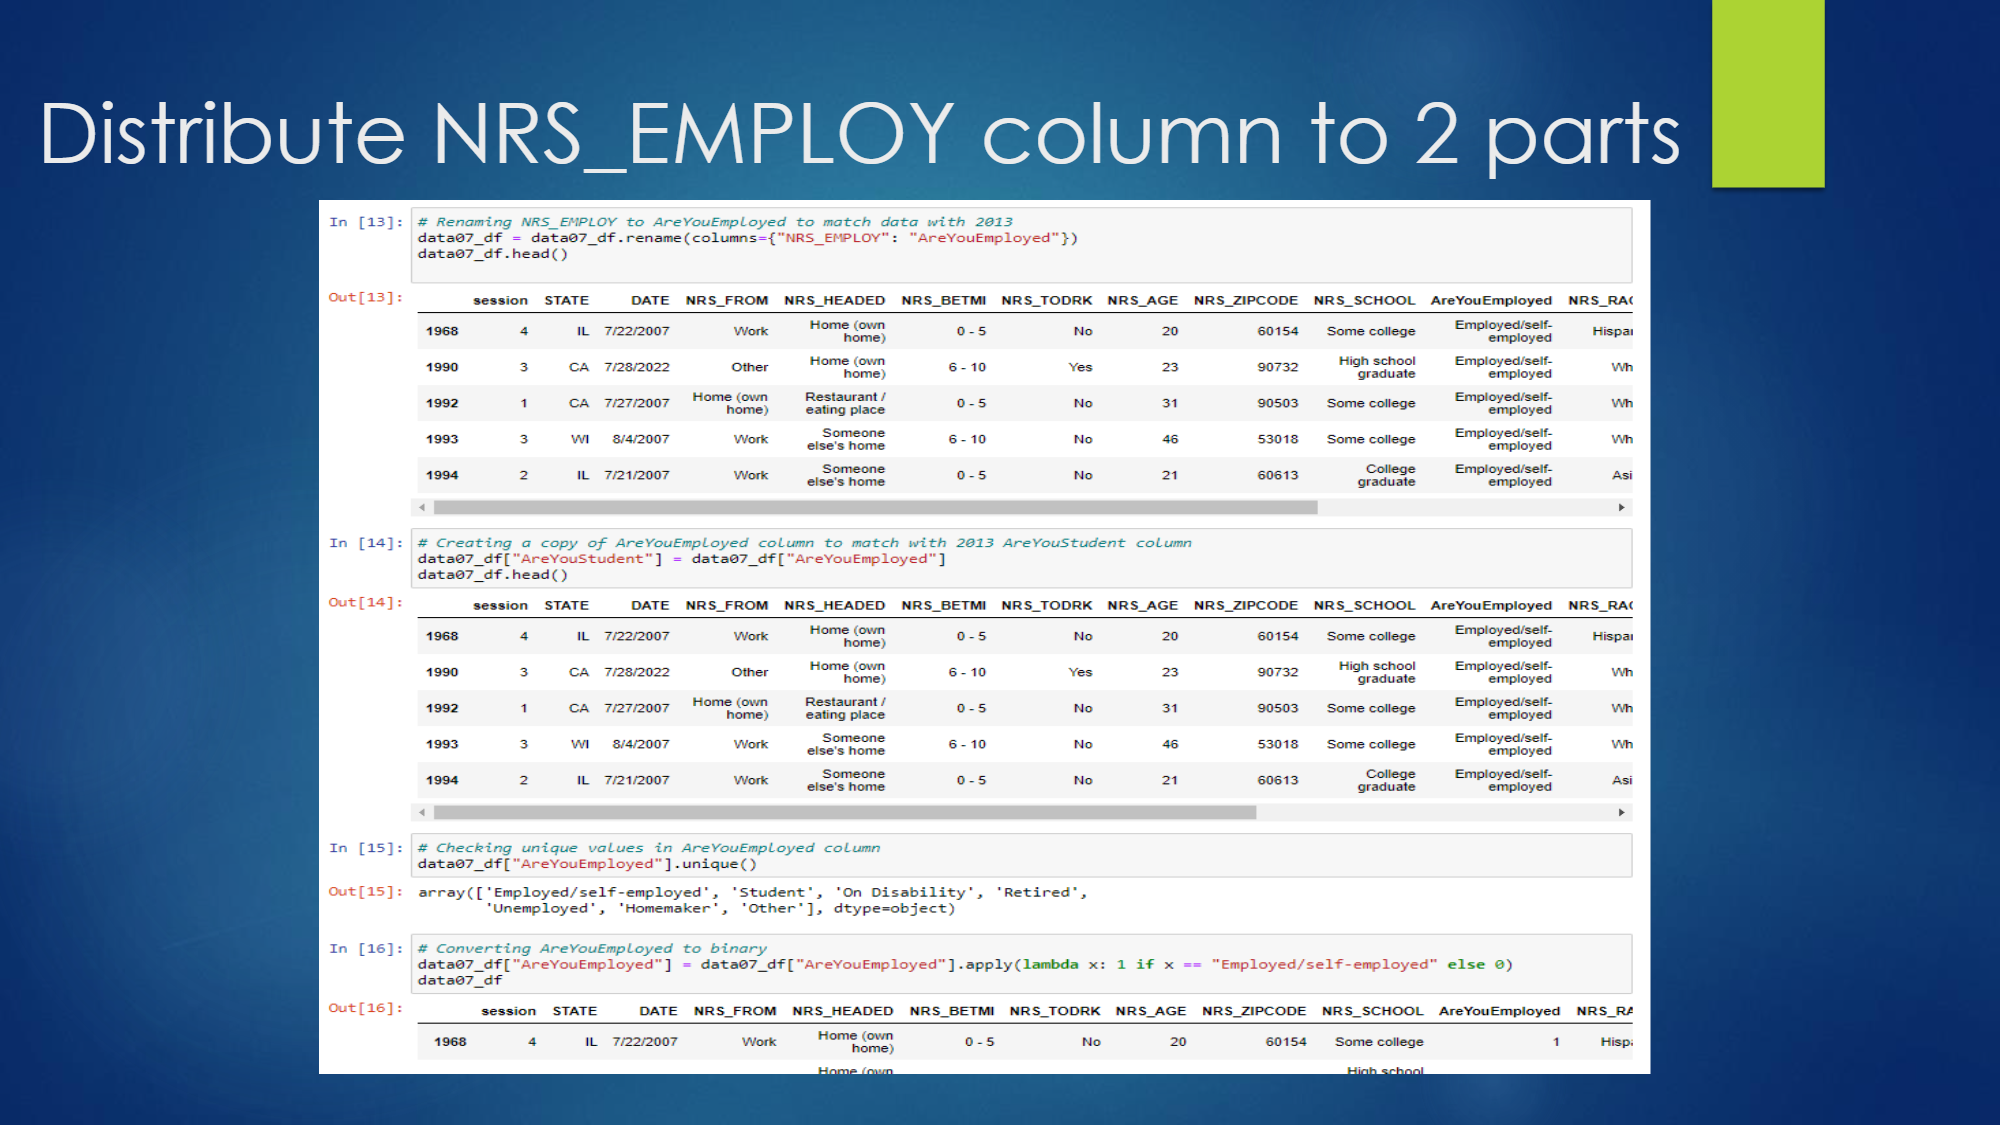 Distribute NRS_EMPLOY column to 2 parts
In [13]: # Renaming NRS_EMPLOY to AreYouEmployed to match data with 2013
data07_df = data07_df.rename(columns={"NRS_EMPLOY": "AreYouEmployed"})
data07_df.head()
Out[13]: session STATE DATE NRS_FROM NRS_HEADED NRS_BETMI NRS_TODRK NRS_AGE NRS_ZIPCODE NRS_SCHOOL AreYouEmployed NRS_RAC
1968 4 IL 7/22/2007 Work Home (own home) 0 - 5 No 20 60154 Some college Employed/self-employed Hispa
1990 3 CA 7/28/2022 Other Home (own home) 6 - 10 Yes 23 90732 High school graduate Employed/self-employed Wh
1992 1 CA 7/27/2007 Home (own home) Restaurant / eating place 0 - 5 No 31 90503 Some college Employed/self-employed Wh
1993 3 WI 8/4/2007 Work Someone else's home 6 - 10 No 46 53018 Some college Employed/self-employed Wh
1994 2 IL 7/21/2007 Work Someone else's home 0 - 5 No 21 60613 College graduate Employed/self-employed Asi
In [14]: # Creating a copy of AreYouEmployed column to match with 2013 AreYouStudent column
data07_df["AreYouStudent"] = data07_df["AreYouEmployed"]
data07_df.head()
Out[14]: session STATE DATE NRS_FROM NRS_HEADED NRS_BETMI NRS_TODRK NRS_AGE NRS_ZIPCODE NRS_SCHOOL AreYouEmployed NRS_RAC
1968 4 IL 7/22/2007 Work Home (own home) 0 - 5 No 20 60154 Some college Employed/self-employed Hispa
1990 3 CA 7/28/2022 Other Home (own home) 6 - 10 Yes 23 90732 High school graduate Employed/self-employed Wh
1992 1 CA 7/27/2007 Home (own home) Restaurant / eating place 0 - 5 No 31 90503 Some college Employed/self-employed Wh
1993 3 WI 8/4/2007 Work Someone else's home 6 - 10 No 46 53018 Some college Employed/self-employed Wh
1994 2 IL 7/21/2007 Work Someone else's home 0 - 5 No 21 60613 College graduate Employed/self-employed Asi
In [15]: # Checking unique values in AreYouEmployed column
data07_df["AreYouEmployed"].unique()
Out[15]: array(['Employed/self-employed', 'Student', 'On Disability', 'Retired',
'Unemployed', 'Homemaker', 'Other'], dtype=object)
In [16]: # Converting AreYouEmployed to binary
data07_df["AreYouEmployed"] = data07_df["AreYouEmployed"].apply(lambda x: 1 if x == "Employed/self-employed" else 0)
data07_df
Out[16]: session STATE DATE NRS_FROM NRS_HEADED NRS_BETMI NRS_TODRK NRS_AGE NRS_ZIPCODE NRS_SCHOOL AreYouEmployed NRS_RA
1968 4 IL 7/22/2007 Work Home (own home) 0 - 5 No 20 60154 Some college 1 Hispa
Home (own High school